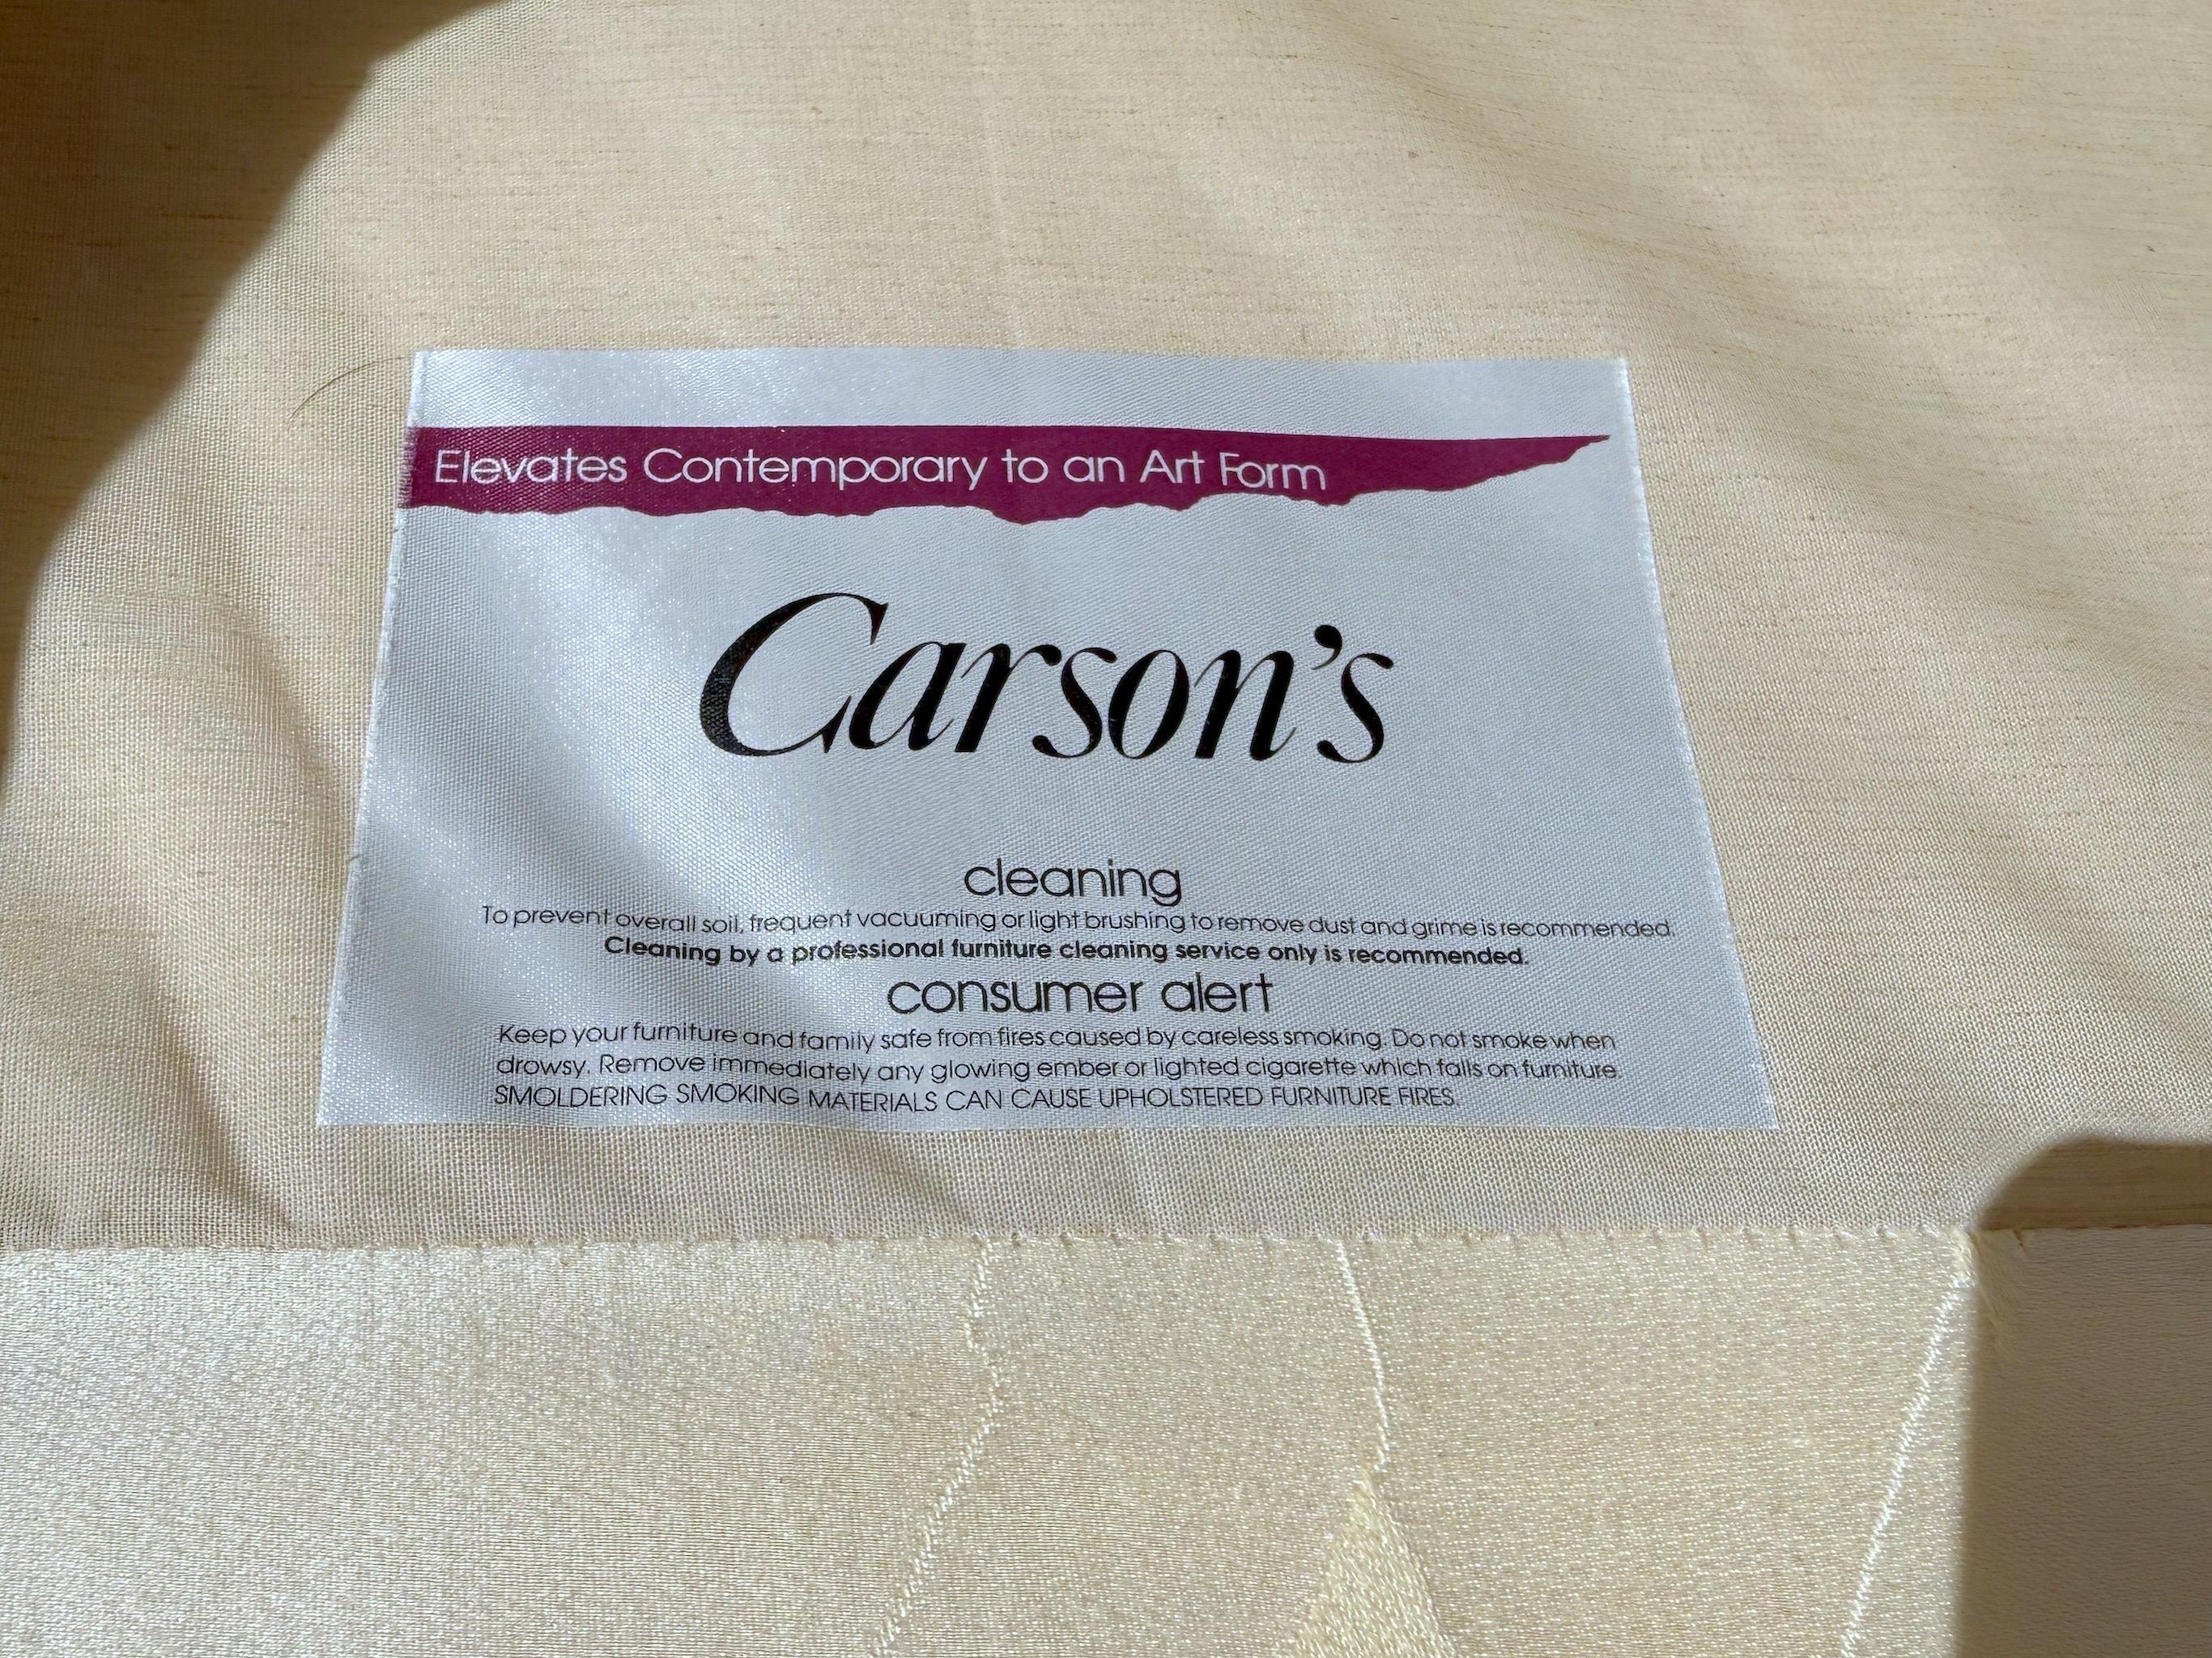 Elevates Contemporary to an Art Form
Carson's
cleaning
To prevent overall soil, frequent vacuuming or light brushing to remove dust and grime is recommended.
Cleaning by a professional furniture cleaning service only is recommended.
consumer alert
Keep your furniture and family safe from fires caused by careless smoking. Do not smoke when
drowsy. Remove immediately any glowing ember or lighted cigarette which falls on furniture.
SMOLDERING SMOKING MATERIALS CAN CAUSE UPHOLSTERED FURNITURE FIRES.